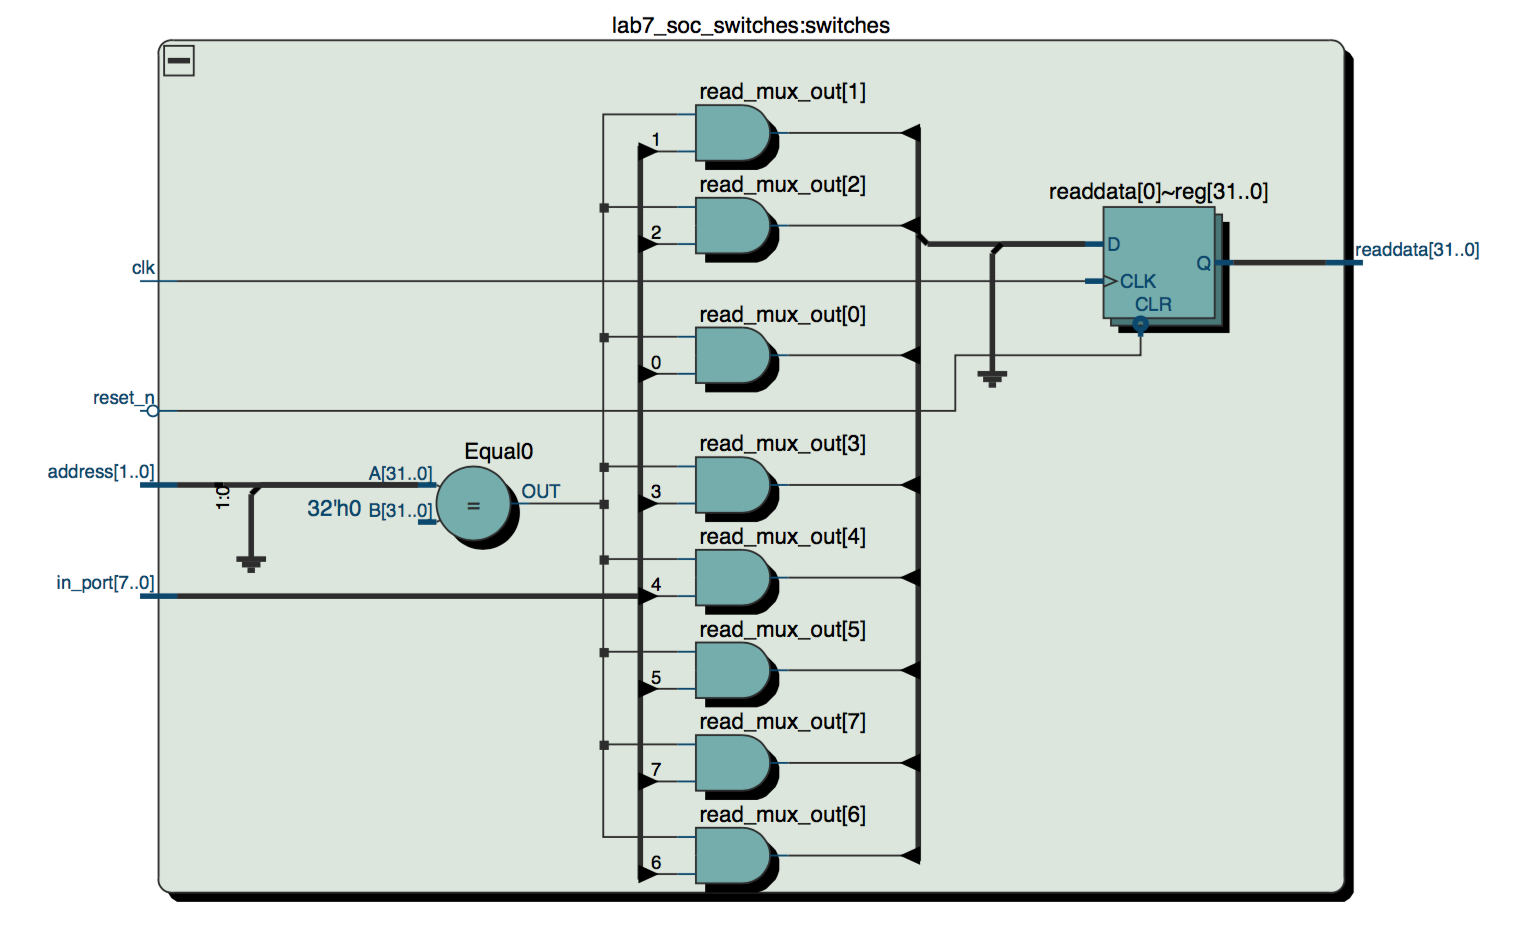 lab7_soc_switches:switches
read_mux_out[1]
1
read_mux_out[2]
2
readdata[0]~reg[31..0]
D
Q
CLK
CLR
readdata[31..0]
clk
read_mux_out[0]
0
reset_n
read_mux_out[3]
3
Equal0
address[1..0]
1:0
A[31..0]
32'h0 B[31..0]
=
OUT
read_mux_out[4]
4
in_port[7..0]
read_mux_out[5]
5
read_mux_out[7]
7
read_mux_out[6]
6